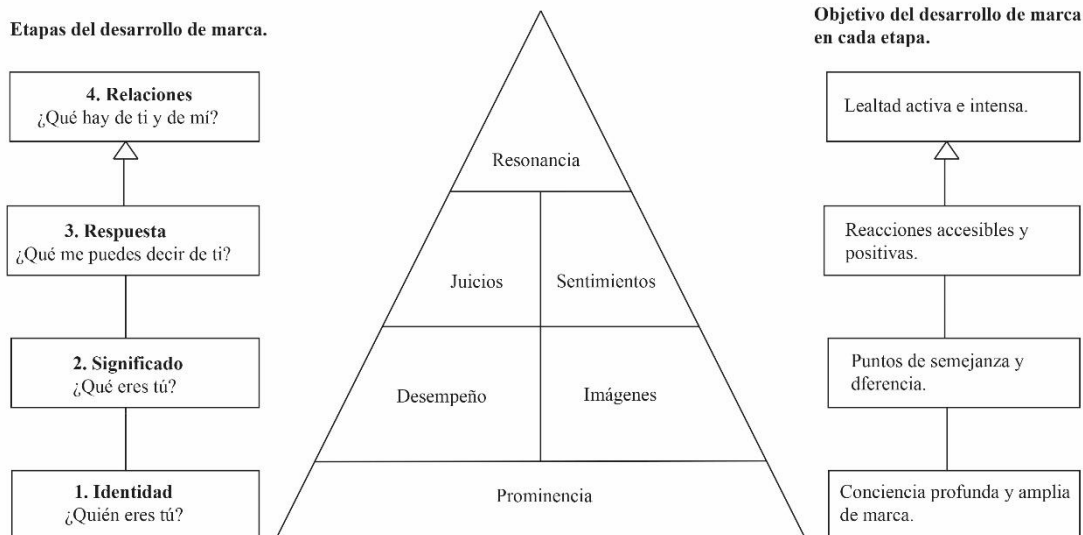 Etapas del desarrollo de marca.
4. Relaciones
¿Qué hay de ti y de mí?
3. Respuesta
¿Qué me puedes decir de ti?
2. Significado
¿Qué eres tú?
1. Identidad
¿Quién eres tú?
Resonancia
Juicios
Sentimientos
Desempeño
Imágenes
Prominencia
Objetivo del desarrollo de marca
en cada etapa.
Lealtad activa e intensa.
Reacciones accesibles y
positivas.
Puntos de semejanza y
dferencia.
Conciencia profunda y amplia
de marca.